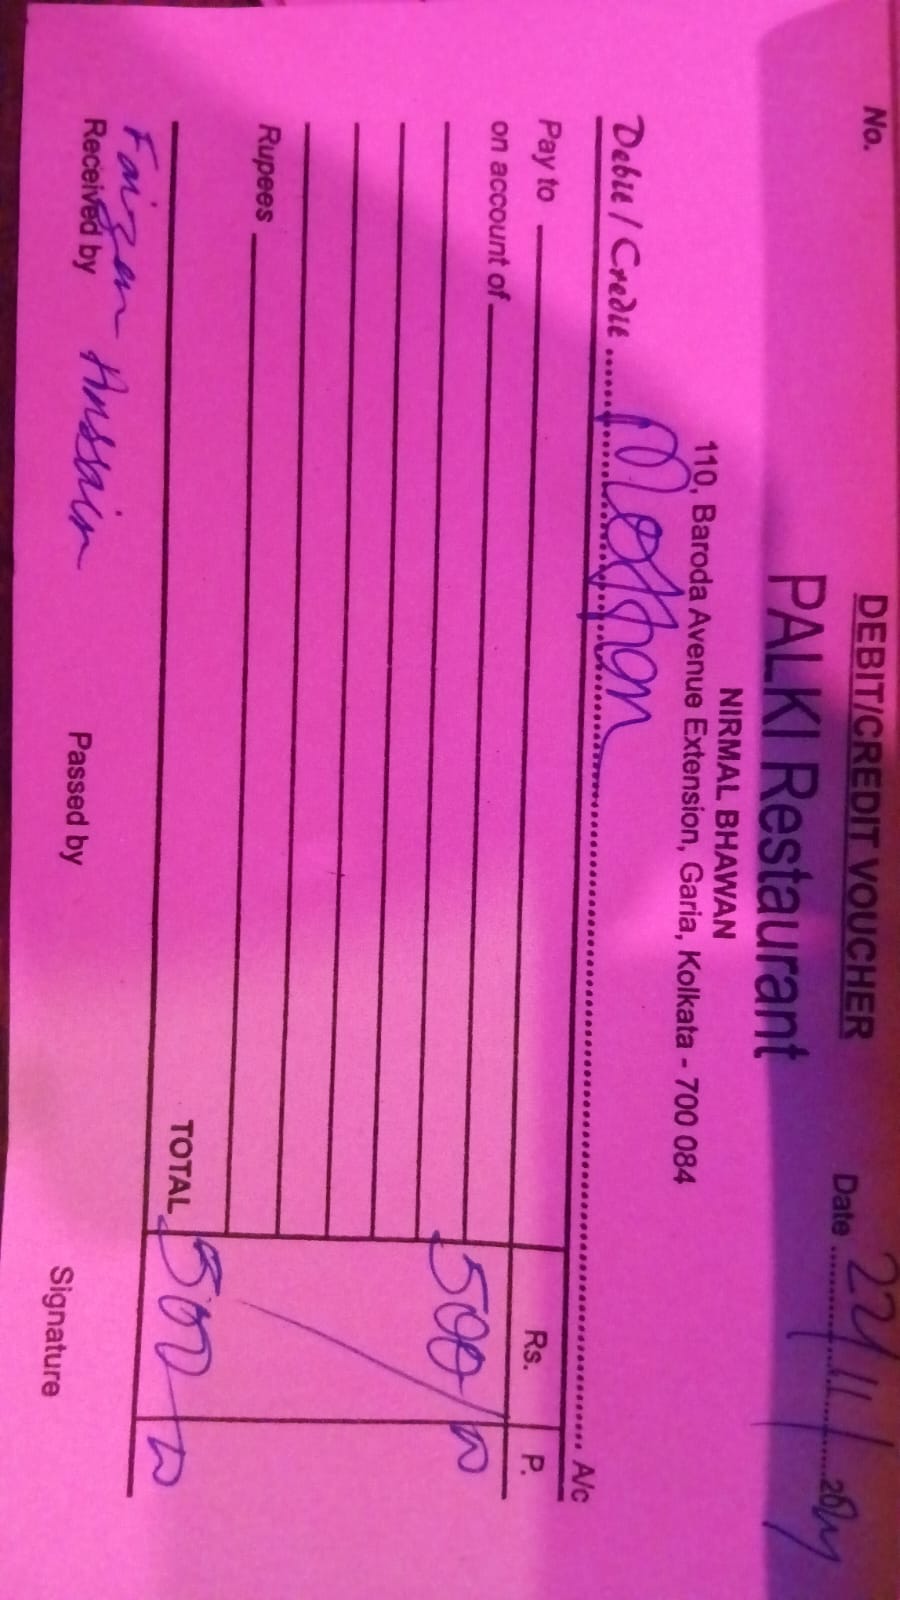 DEBIT/CREDIT VOUCHER
No.
PALKI Restaurant
Date 22/11/20
NIRMAL BHAWAN
110, Baroda Avenue Extension, Garia, Kolkata - 700 084
Debit / Credit Mutton A/c
Pay to Rs. P.
on account of
500/-
Rupees
TOTAL 500/-
Faizan Hussain
Received by Passed by Signature